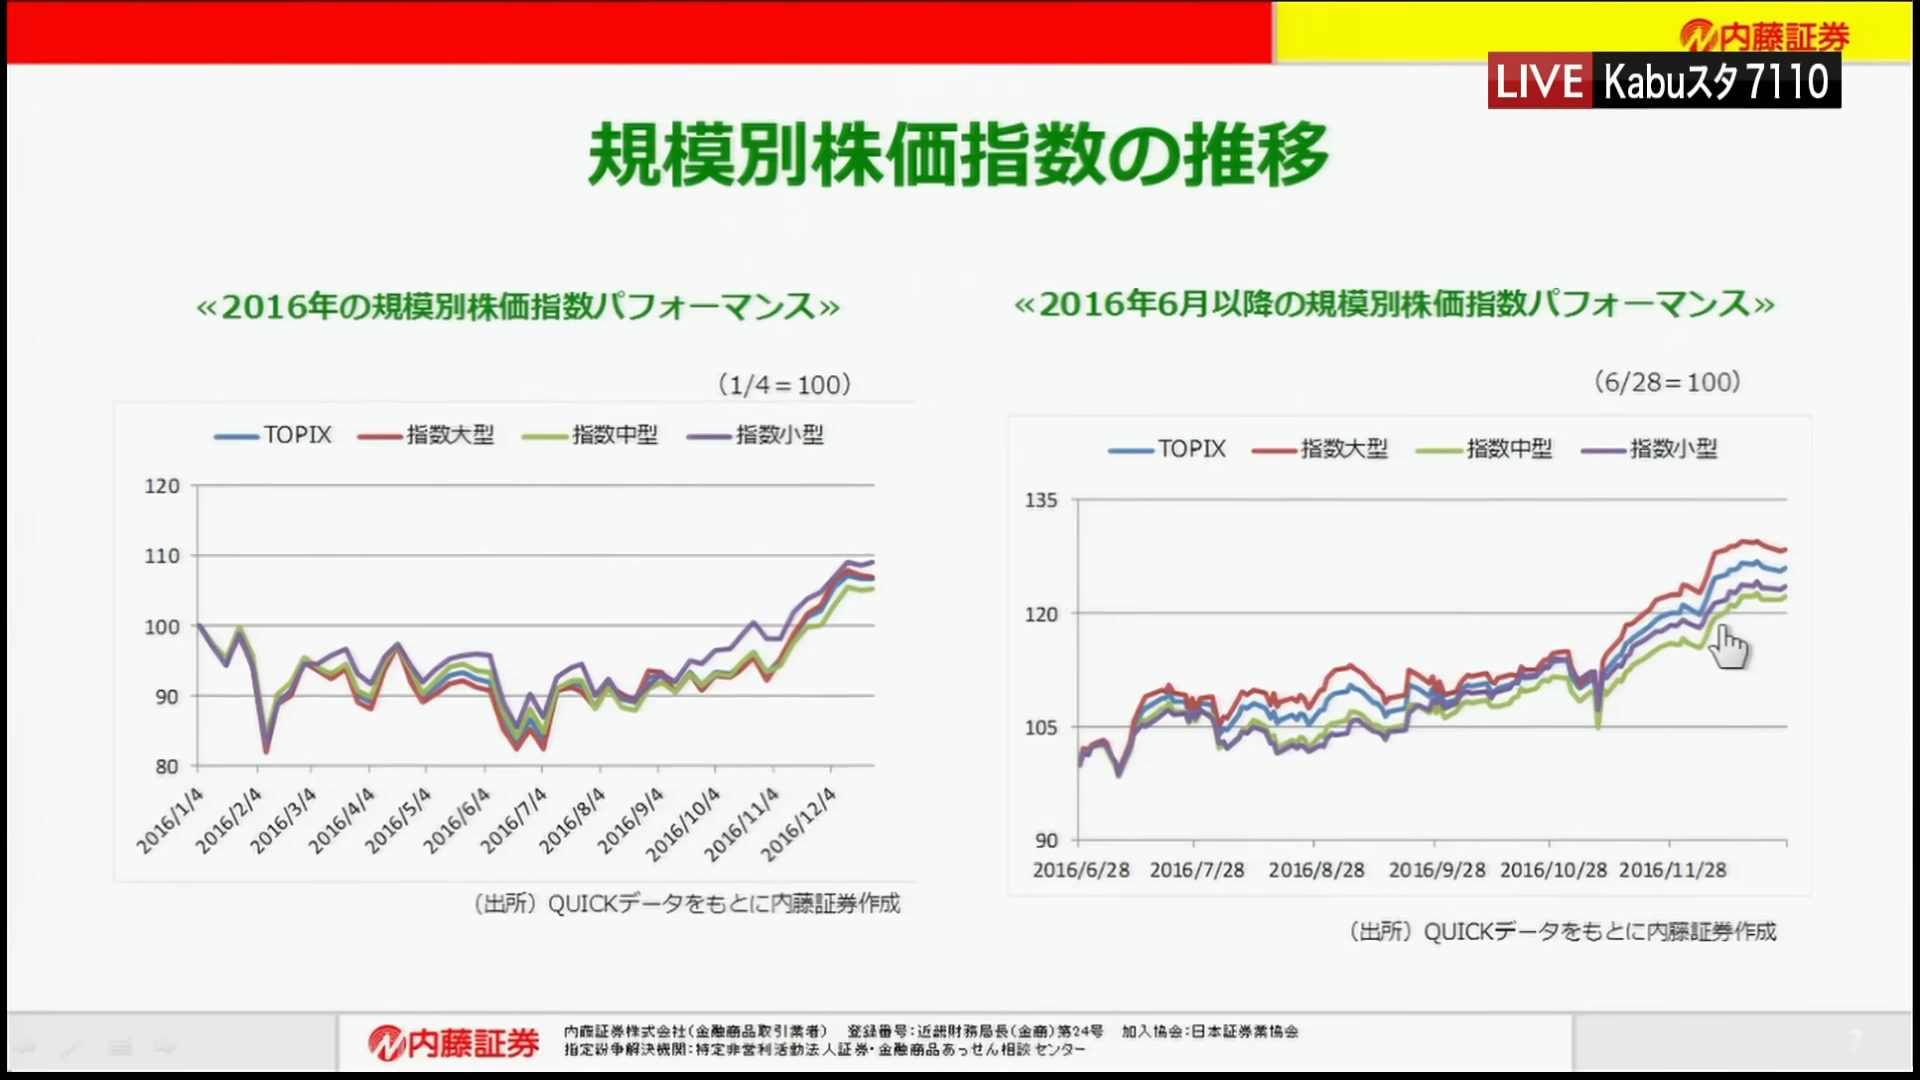 内藤証券
LIVE Kabuスタ 7110
規模別株価指数の推移
≪2016年の規模別株価指数パフォーマンス≫
（1/4＝100）
TOPIX 指数大型 指数中型 指数小型
120
110
100
90
80
2016/1/4 2016/2/4 2016/3/4 2016/4/4 2016/5/4 2016/6/4 2016/7/4 2016/8/4 2016/9/4 2016/10/4 2016/11/4 2016/12/4
（出所）QUICKデータをもとに内藤証券作成
≪2016年6月以降の規模別株価指数パフォーマンス≫
（6/28＝100）
TOPIX 指数大型 指数中型 指数小型
135
120
105
90
2016/6/28 2016/7/28 2016/8/28 2016/9/28 2016/10/28 2016/11/28
（出所）QUICKデータをもとに内藤証券作成
内藤証券
内藤証券株式会社（金融商品取引業者） 登録番号：近畿財務局長（金商）第24号 加入協会：日本証券業協会
指定紛争解決機関：特定非営利活動法人証券・金融商品あっせん相談センター
7